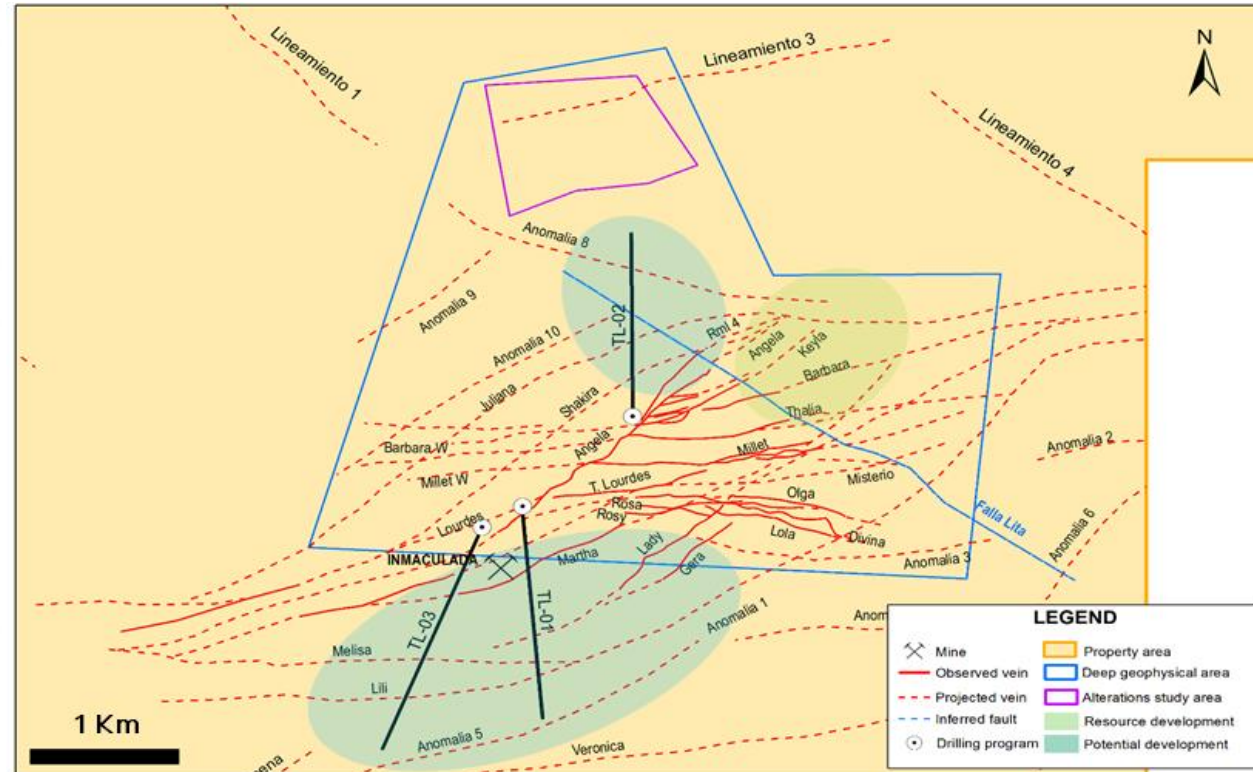 Lineamiento 1
Lineamiento 3
N
Lineamiento 4
Anomalia 8
Anomalia 9
TL-02
Rml 4
Angela
Keyla
Anomalia 10
Juliana
Shakira
Barbara
Thalia
Angela
Barbara W
Millet
Anomalia 2
Millet W
T. Lourdes
Misterio
Olga
Rosa
Rosy
Lourdes
Falla Lita
Anomalia 6
Lola
Divina
Lady
INMACULADA
Martha
Gera
Anomalia 3
TL-03
TL-01
Anomalia 1
Melisa
Lili
Anomalia 5
Veronica
1 Km
LEGEND
Mine
Observed vein
Projected vein
Inferred fault
Drilling program
Property area
Deep geophysical area
Alterations study area
Resource development
Potential development